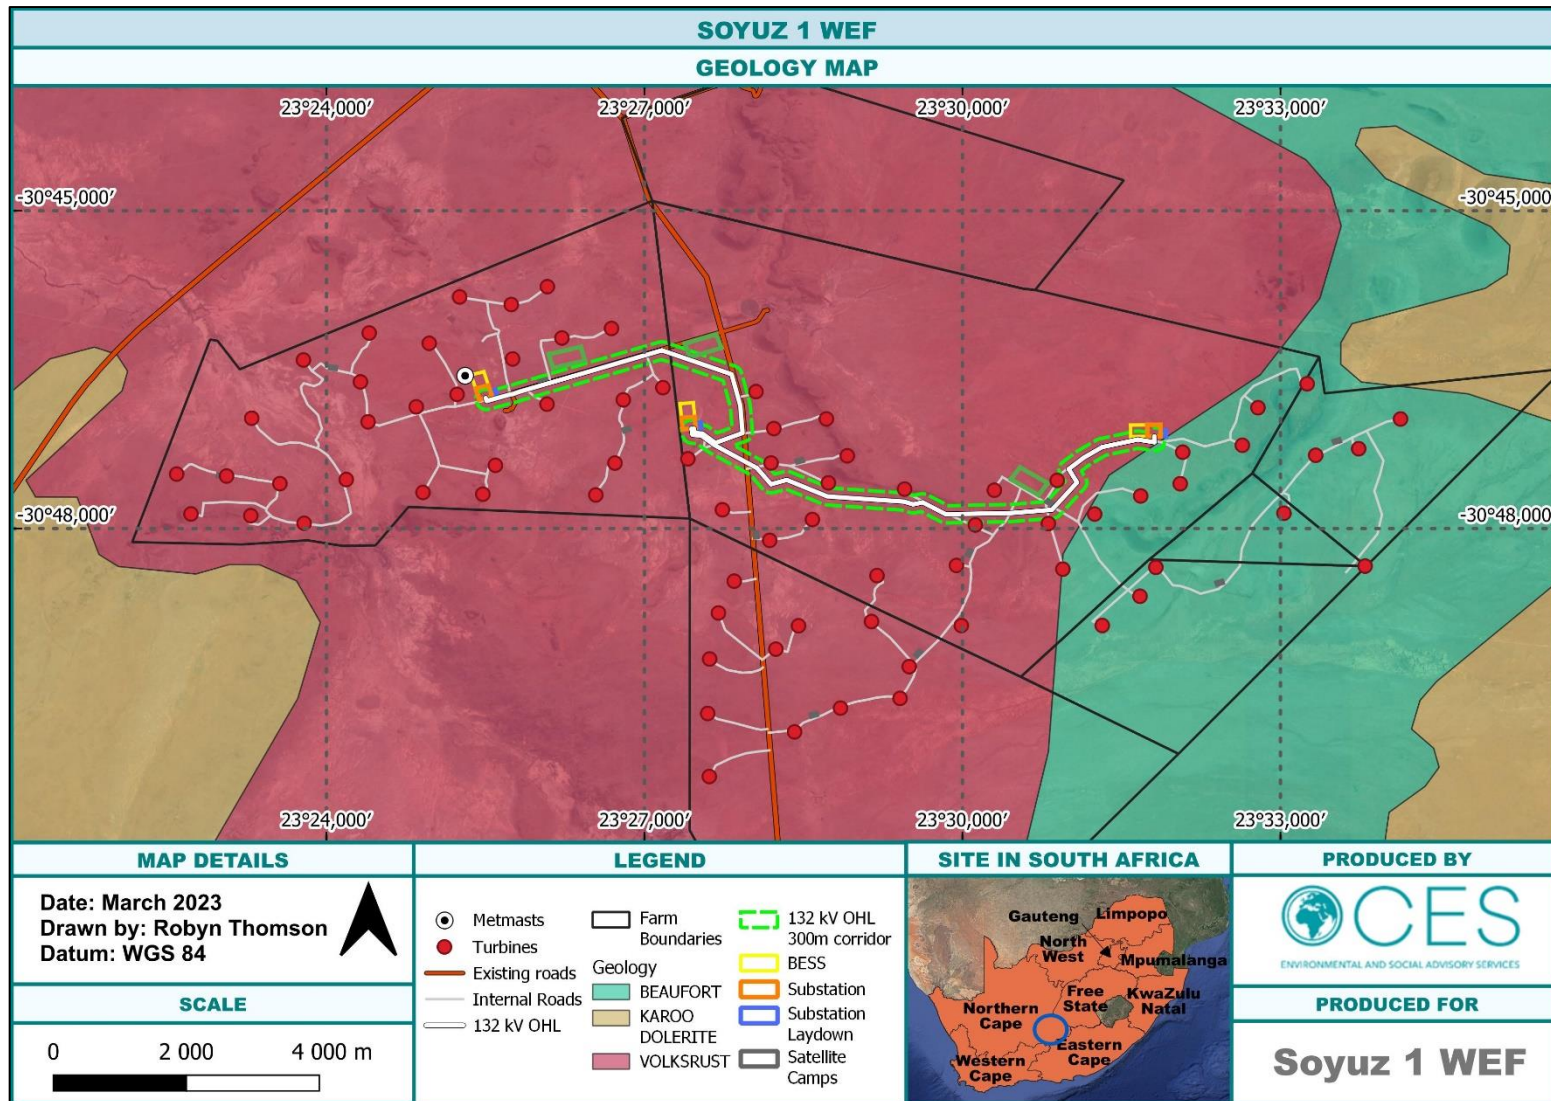 SOYUZ 1 WEF
GEOLOGY MAP
23°24,000′ 23°27,000′ 23°30,000′ 23°33,000′
-30°45,000′ -30°45,000′
-30°48,000′ -30°48,000′
23°24,000′ 23°27,000′ 23°30,000′ 23°33,000′
MAP DETAILS
Date: March 2023
Drawn by: Robyn Thomson
Datum: WGS 84
SCALE
0 2 000 4 000 m
LEGEND
Metmasts
Turbines
Existing roads
Internal Roads
132 kV OHL
Farm
Boundaries
Geology
BEAUFORT
KAROO
DOLERITE
VOLKSRUST
132 kV OHL
300m corridor
BESS
Substation
Substation
Laydown
Satellite
Camps
SITE IN SOUTH AFRICA
Gauteng
Limpopo
North
West
Mpumalanga
Free
State
KwaZulu
Natal
Northern
Cape
Eastern
Cape
Western
Cape
PRODUCED BY
CES
ENVIRONMENTAL AND SOCIAL ADVISORY SERVICES
PRODUCED FOR
Soyuz 1 WEF